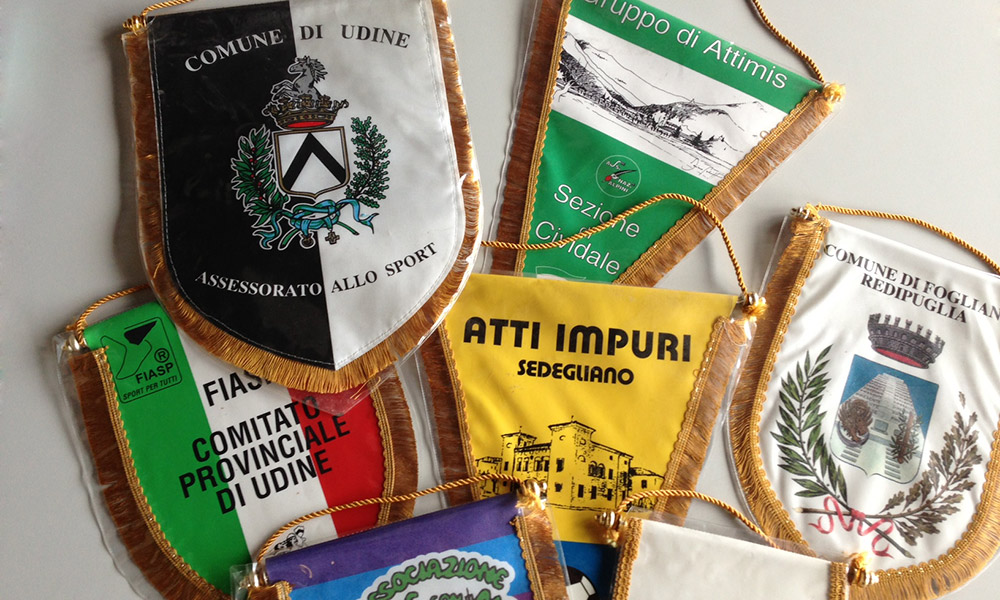 COMUNE DI UDINE
ASSESSORATO ALLO SPORT
Gruppo di Attimis
Sezione
Cividale
COMUNE DI FOGLIAN
REDIPUGLIA
ATTI IMPURI
SEDEGLIANO
FIASP
®
SPORT PER TUTTI
FIAS
COMITATO
PROVINCIALE
DI UDINE
SSOCIAZIONE